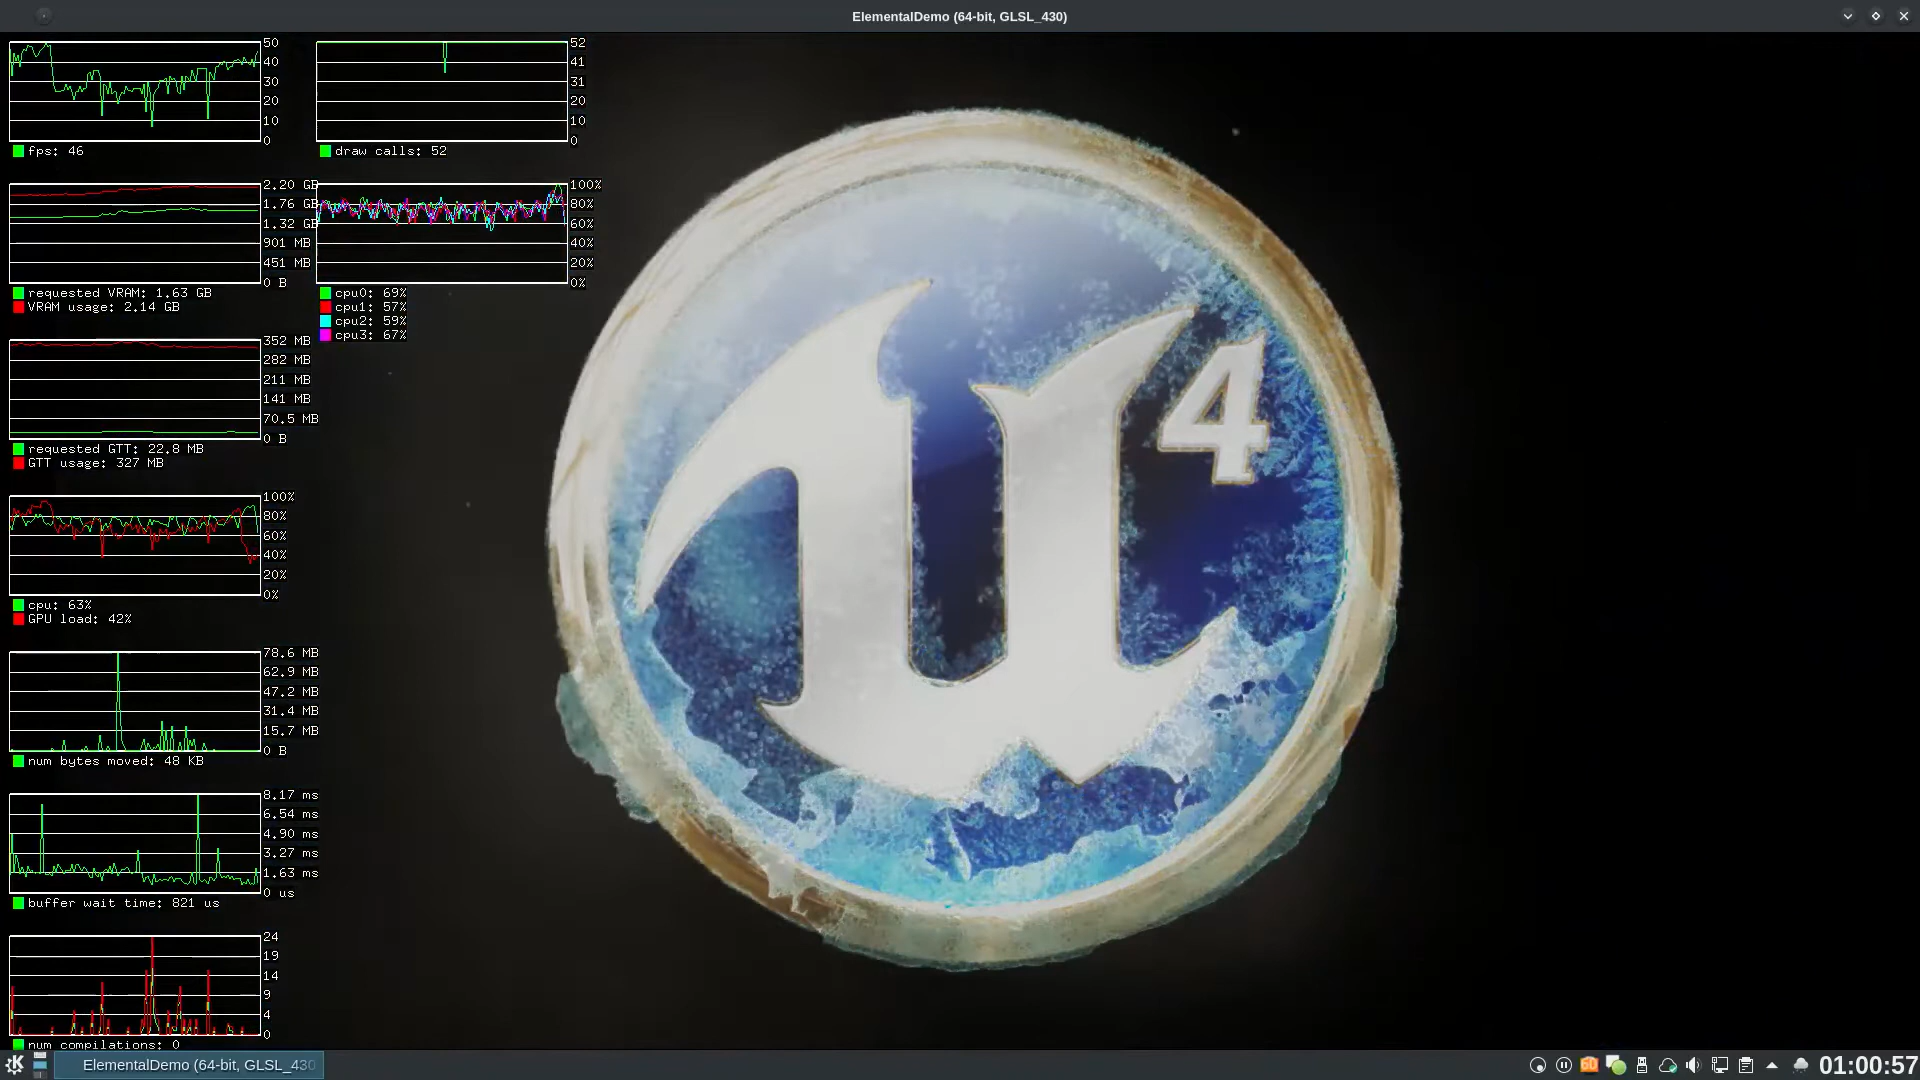 ElementalDemo (64-bit, GLSL_430)
50
40
30
20
10
0
fps: 46
52
41
31
20
10
0
draw calls: 52
2.20 GB
1.76 GB
1.32 GB
901 MB
451 MB
0 B
requested VRAM: 1.63 GB
VRAM usage: 2.14 GB
100%
80%
60%
40%
20%
0%
cpu0: 69%
cpu1: 57%
cpu2: 59%
cpu3: 67%
352 MB
282 MB
211 MB
141 MB
70.5 MB
0 B
requested GTT: 22.8 MB
GTT usage: 327 MB
100%
80%
60%
40%
20%
0%
cpu: 63%
GPU load: 42%
78.6 MB
62.9 MB
47.2 MB
31.4 MB
15.7 MB
0 B
num bytes moved: 48 KB
8.17 ms
6.54 ms
4.90 ms
3.27 ms
1.63 ms
0 us
buffer wait time: 821 us
24
19
14
9
4
0
num compilations: 0
U 4
ElementalDemo (64-bit, GLSL_430
60
01:00:57